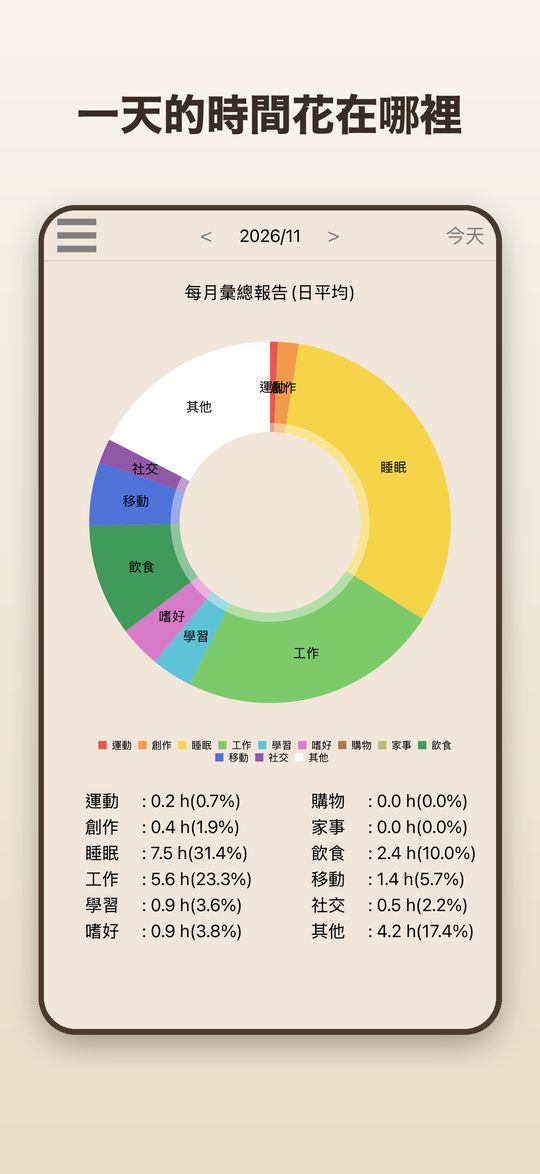 一天的時間花在哪裡
< 2026/11 > 今天
每月彙總報告 (日平均)
運動 創作
其他
睡眠
社交
移動
飲食
嗜好
學習
工作
運動 創作 睡眠 工作 學習 嗜好 購物 家事 飲食
移動 社交 其他
運動 : 0.2 h(0.7%) 購物 : 0.0 h(0.0%)
創作 : 0.4 h(1.9%) 家事 : 0.0 h(0.0%)
睡眠 : 7.5 h(31.4%) 飲食 : 2.4 h(10.0%)
工作 : 5.6 h(23.3%) 移動 : 1.4 h(5.7%)
學習 : 0.9 h(3.6%) 社交 : 0.5 h(2.2%)
嗜好 : 0.9 h(3.8%) 其他 : 4.2 h(17.4%)